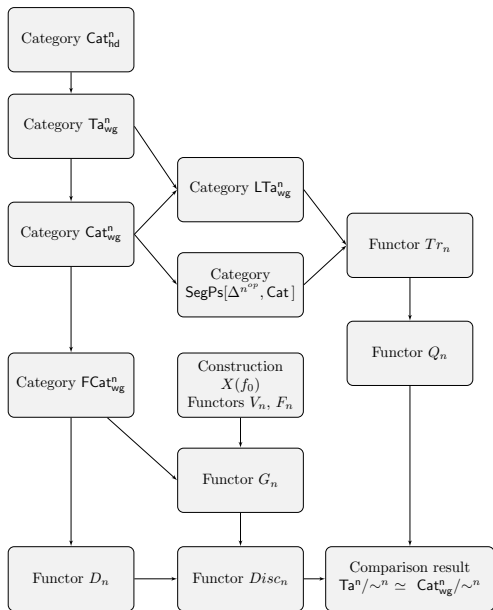 Category Cat^n_hd
Category Ta^n_wg
Category LTa^n_wg
Category Cat^n_wg
Functor Tr_n
Category
SegPs[Δ^{n^{op}}, Cat]
Functor Q_n
Construction
X(f_0)
Functors V_n, F_n
Category FCat^n_wg
Functor G_n
Functor D_n
Functor Disc_n
Comparison result
Ta^n/∼^n ≃ Cat^n_wg/∼^n